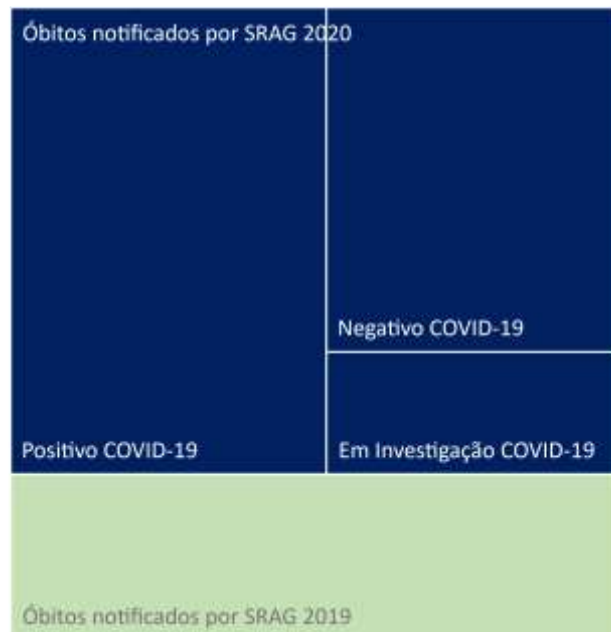 Óbitos notificados por SRAG 2020
Negativo COVID-19
Positivo COVID-19
Em Investigação COVID-19
Óbitos notificados por SRAG 2019